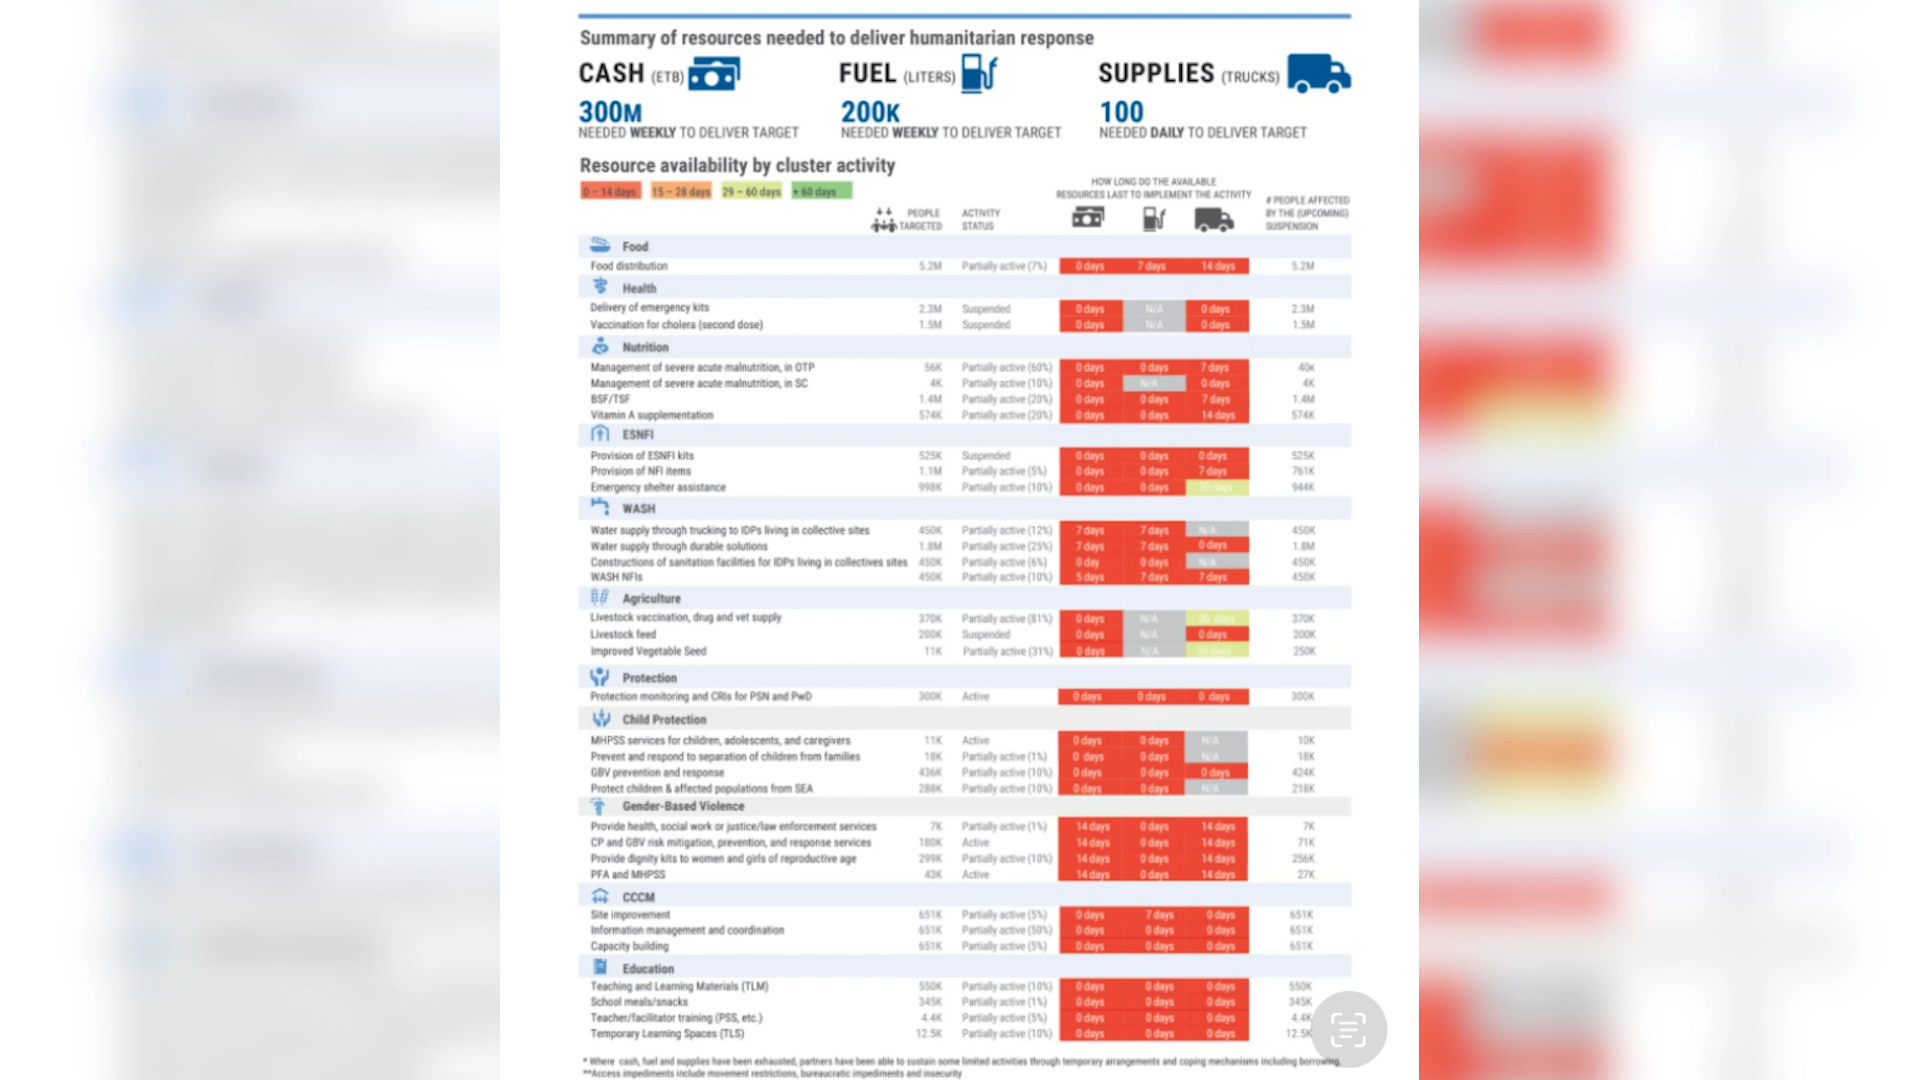 Summary of resources needed to deliver humanitarian response
CASH (ETB) FUEL (LITERS) SUPPLIES (TRUCKS)
300M 200K 100
NEEDED WEEKLY TO DELIVER TARGET NEEDED WEEKLY TO DELIVER TARGET NEEDED DAILY TO DELIVER TARGET
Resource availability by cluster activity
0 – 14 days 15 – 28 days 29 – 60 days + 60 days
HOW LONG DO THE AVAILABLE
RESOURCES LAST TO IMPLEMENT THE ACTIVITY
PEOPLE TARGETED
ACTIVITY STATUS
# PEOPLE AFFECTED BY THE (UPCOMING) SUSPENSION
Food
Food distribution 5.2M Partially active (7%) 0 days 7 days 14 days 5.2M
Health
Delivery of emergency kits 2.3M Suspended 0 days N/A 0 days 2.3M
Vaccination for cholera (second dose) 1.5M Suspended 0 days N/A 0 days 1.5M
Nutrition
Management of severe acute malnutrition, in OTP 56K Partially active (60%) 0 days 0 days 7 days 40K
Management of severe acute malnutrition, in SC 4K Partially active (10%) 0 days N/A 0 days 4K
BSF/TSF 1.4M Partially active (20%) 0 days 0 days 7 days 1.4M
Vitamin A supplementation 574K Partially active (20%) 0 days 0 days 14 days 574K
ESNFI
Provision of ESNFI kits 525K Suspended 0 days 0 days 0 days 525K
Provision of NFI items 1.1M Partially active (5%) 0 days 0 days 7 days 761K
Emergency shelter assistance 998K Partially active (10%) 0 days 0 days 30 days 944K
WASH
Water supply through trucking to IDPs living in collective sites 450K Partially active (12%) 7 days 7 days N/A 450K
Water supply through durable solutions 1.8M Partially active (25%) 7 days 7 days 0 days 1.8M
Constructions of sanitation facilities for IDPs living in collectives sites 450K Partially active (6%) 0 day 0 days N/A 450K
WASH NFIs 450K Partially active (10%) 5 days 7 days 7 days 450K
Agriculture
Livestock vaccination, drug and vet supply 370K Partially active (81%) 0 days N/A 30 days 370K
Livestock feed 200K Suspended 0 days N/A 0 days 200K
Improved Vegetable Seed 11K Partially active (31%) 0 days N/A 30 days 250K
Protection
Protection monitoring and CRIs for PSN and PwD 300K Active 0 days 0 days 0 days 300K
Child Protection
MHPSS services for children, adolescents, and caregivers 11K Active 0 days 0 days N/A 10K
Prevent and respond to separation of children from families 18K Partially active (1%) 0 days 0 days N/A 18K
GBV prevention and response 436K Partially active (10%) 0 days 0 days 0 days 424K
Protect children & affected populations from SEA 288K Partially active (10%) 0 days 0 days N/A 218K
Gender-Based Violence
Provide health, social work or justice/law enforcement services 7K Partially active (1%) 14 days 0 days 14 days 7K
CP and GBV risk mitigation, prevention, and response services 180K Active 14 days 0 days 14 days 71K
Provide dignity kits to women and girls of reproductive age 299K Partially active (10%) 14 days 0 days 14 days 256K
PFA and MHPSS 43K Active 14 days 0 days 14 days 27K
CCCM
Site improvement 651K Partially active (5%) 0 days 7 days 0 days 651K
Information management and coordination 651K Partially active (50%) 0 days 0 days 0 days 651K
Capacity building 651K Partially active (5%) 0 days 0 days 0 days 651K
Education
Teaching and Learning Materials (TLM) 550K Partially active (10%) 0 days 0 days 0 days 550K
School meals/snacks 345K Partially active (1%) 0 days 0 days 0 days 345K
Teacher/facilitator training (PSS, etc.) 4.4K Partially active (5%) 0 days 0 days 0 days 4.4K
Temporary Learning Spaces (TLS) 12.5K Partially active (10%) 0 days 0 days 0 days 12.5K
* Where cash, fuel and supplies have been exhausted, partners have been able to sustain some limited activities through temporary arrangements and coping mechanisms including borrowing.
**Access impediments include movement restrictions, bureaucratic impediments and insecurity